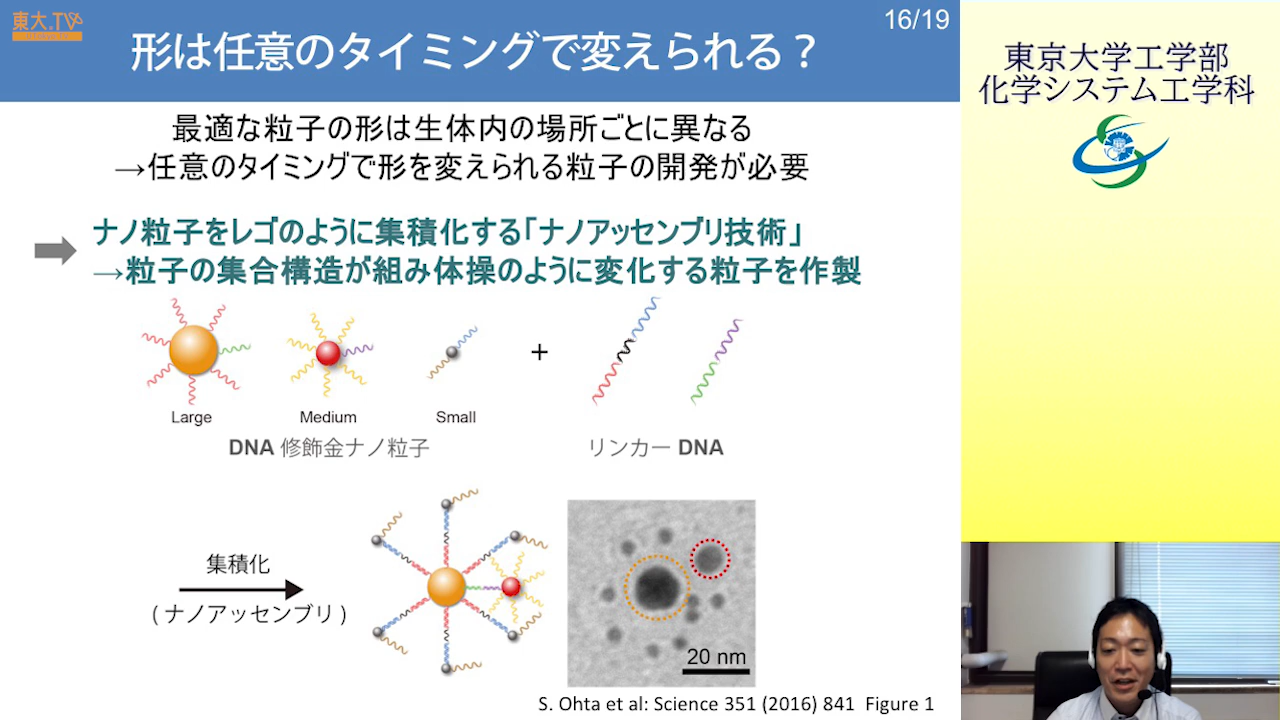 東大.TV
16/19
形は任意のタイミングで変えられる？
最適な粒子の形は生体内の場所ごとに異なる
→任意のタイミングで形を変えられる粒子の開発が必要
ナノ粒子をレゴのように集積化する「ナノアッセンブリ技術」
→粒子の集合構造が組み体操のように変化する粒子を作製
+
Large
Medium
Small
DNA 修飾金ナノ粒子
リンカー DNA
集積化
( ナノアッセンブリ )
20 nm
S. Ohta et al: Science 351 (2016) 841 Figure 1
東京大学工学部
化学システム工学科